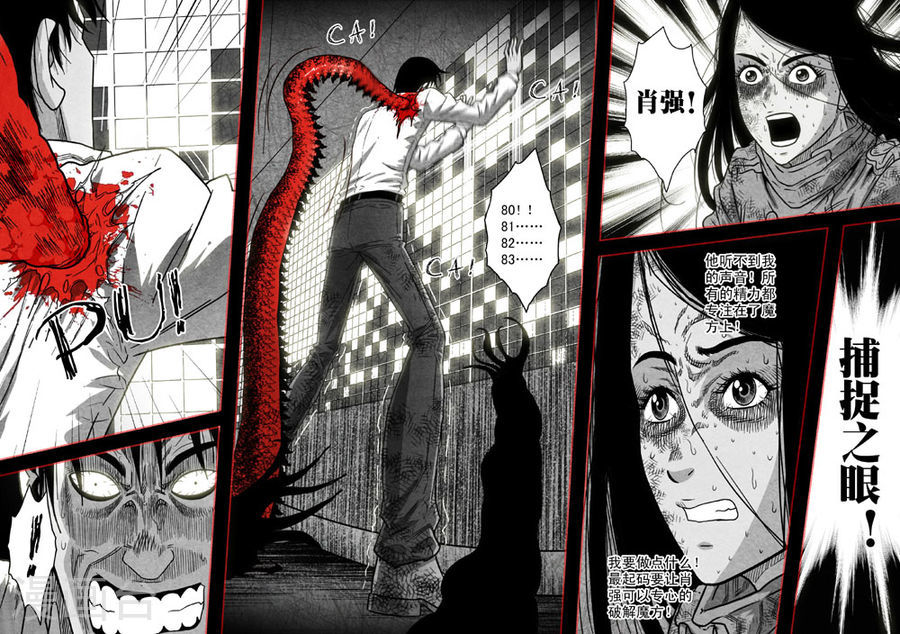 肖强！
他听不到我
的声音！所
有的精力都
专注在了魔
方上！
我要做点什么！
最起码要让肖
强可以专心的
破解魔方！
捕捉之眼！
CA!
CA!
CA!
80！！
81……
82……
83……
PU!